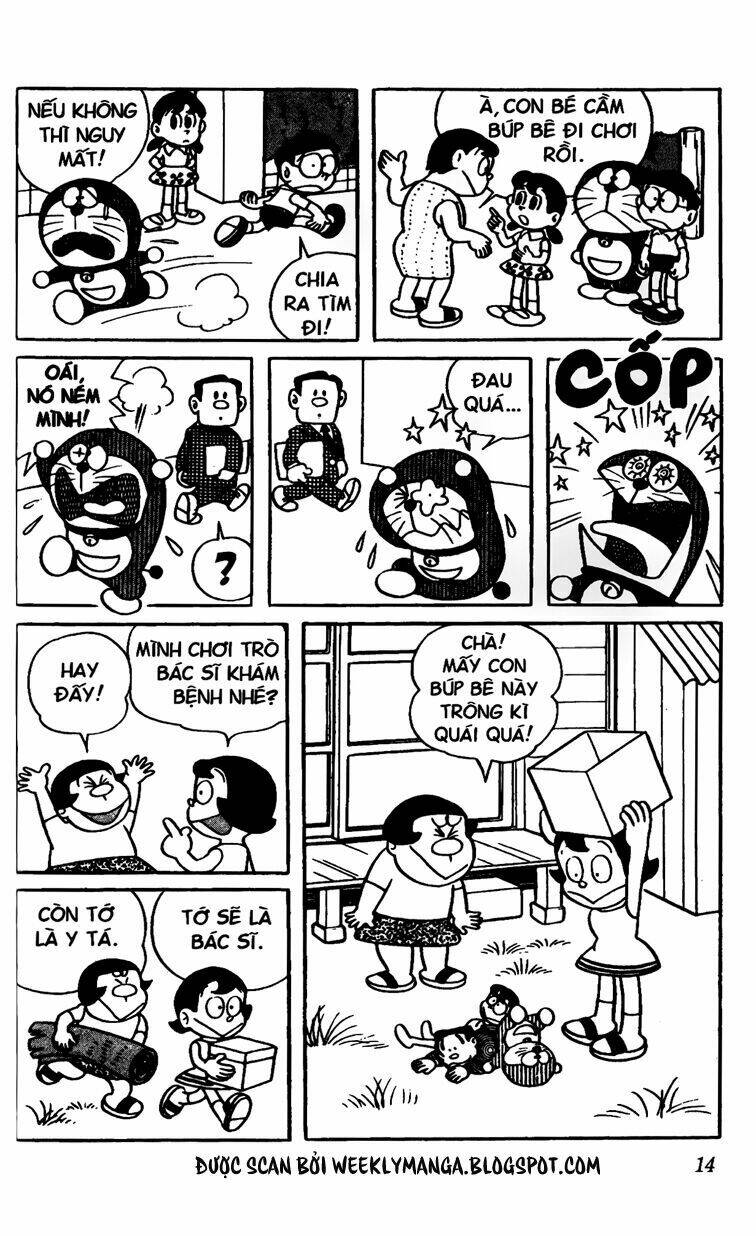 NẾU KHÔNG
THÌ NGUY
MẤT!
CHIA
RA TÌM
ĐI!
À, CON BÉ CẦM
BÚP BÊ ĐI CHƠI
RỒI.
OÁI,
NÓ NÉM
MÌNH!
?
ĐAU
QUÁ...
CỐP
HAY
ĐẤY!
MÌNH CHƠI TRÒ
BÁC SĨ KHÁM
BỆNH NHÉ?
CHÀ!
MẤY CON
BÚP BÊ NÀY
TRÔNG KÌ
QUÁI QUÁ!
CÒN TỚ
LÀ Y TÁ.
TỚ SẼ LÀ
BÁC SĨ.
ĐƯỢC SCAN BỞI WEEKLYMANGA.BLOGSPOT.COM
14